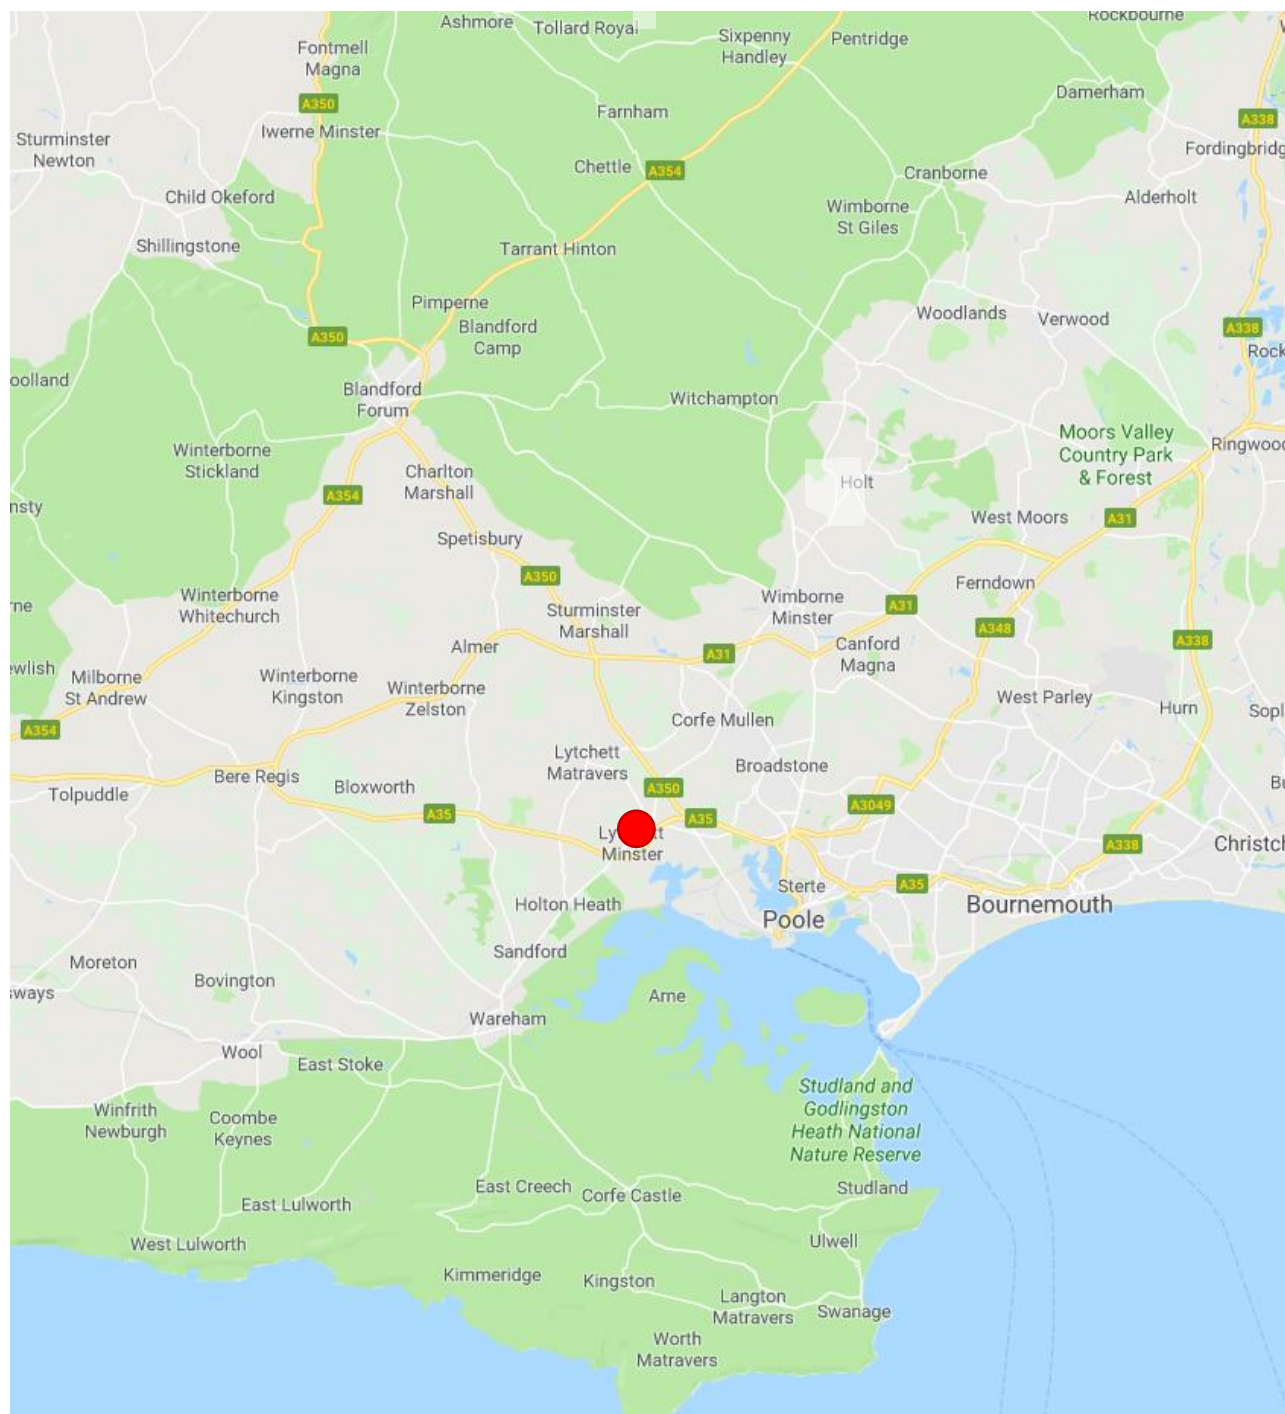 Ashmore
Tollard Royal
Rockbourne
Sixpenny
Handley
Pentridge
Fontmell
Magna
A350
Damerham
Farnham
A338
Iwerne Minster
Sturminster
Newton
Fordingbridg
Chettle
A354
Cranborne
Child Okeford
Alderholt
Wimborne
St Giles
Shillingstone
Tarrant Hinton
Pimperne
Blandford
Camp
Woodlands
Verwood
A338
A350
Rock
oolland
Blandford
Forum
Witchampton
Moors Valley
Country Park
& Forest
Ringwood
Winterborne
Stickland
Charlton
Marshall
Holt
A354
nsty
West Moors
A31
Spetisbury
A350
Ferndown
Winterborne
Whitechurch
Wimborne
Minster
A31
rne
Sturminster
Marshall
A348
A338
Almer
A31
Canford
Magna
ewlish
Milborne
St Andrew
Winterborne
Kingston
Winterborne
Zelston
West Parley
Hurn
Sopl
Corfe Mullen
A354
Lytchett
Matravers
Broadstone
Bere Regis
Bloxworth
A350
Bu
Tolpuddle
A35
A35
A3049
Ly tt
Minster
A338
Christch
Sterte
A35
Holton Heath
Poole
Bournemouth
Sandford
Moreton
Bovington
sways
Arne
Wareham
Wool
East Stoke
Studland and
Godlingston
Heath National
Nature Reserve
Winfrith
Newburgh
Coombe
Keynes
East Creech
Corfe Castle
Studland
East Lulworth
West Lulworth
Ulwell
Kimmeridge
Kingston
Langton
Matravers
Swanage
Worth
Matravers